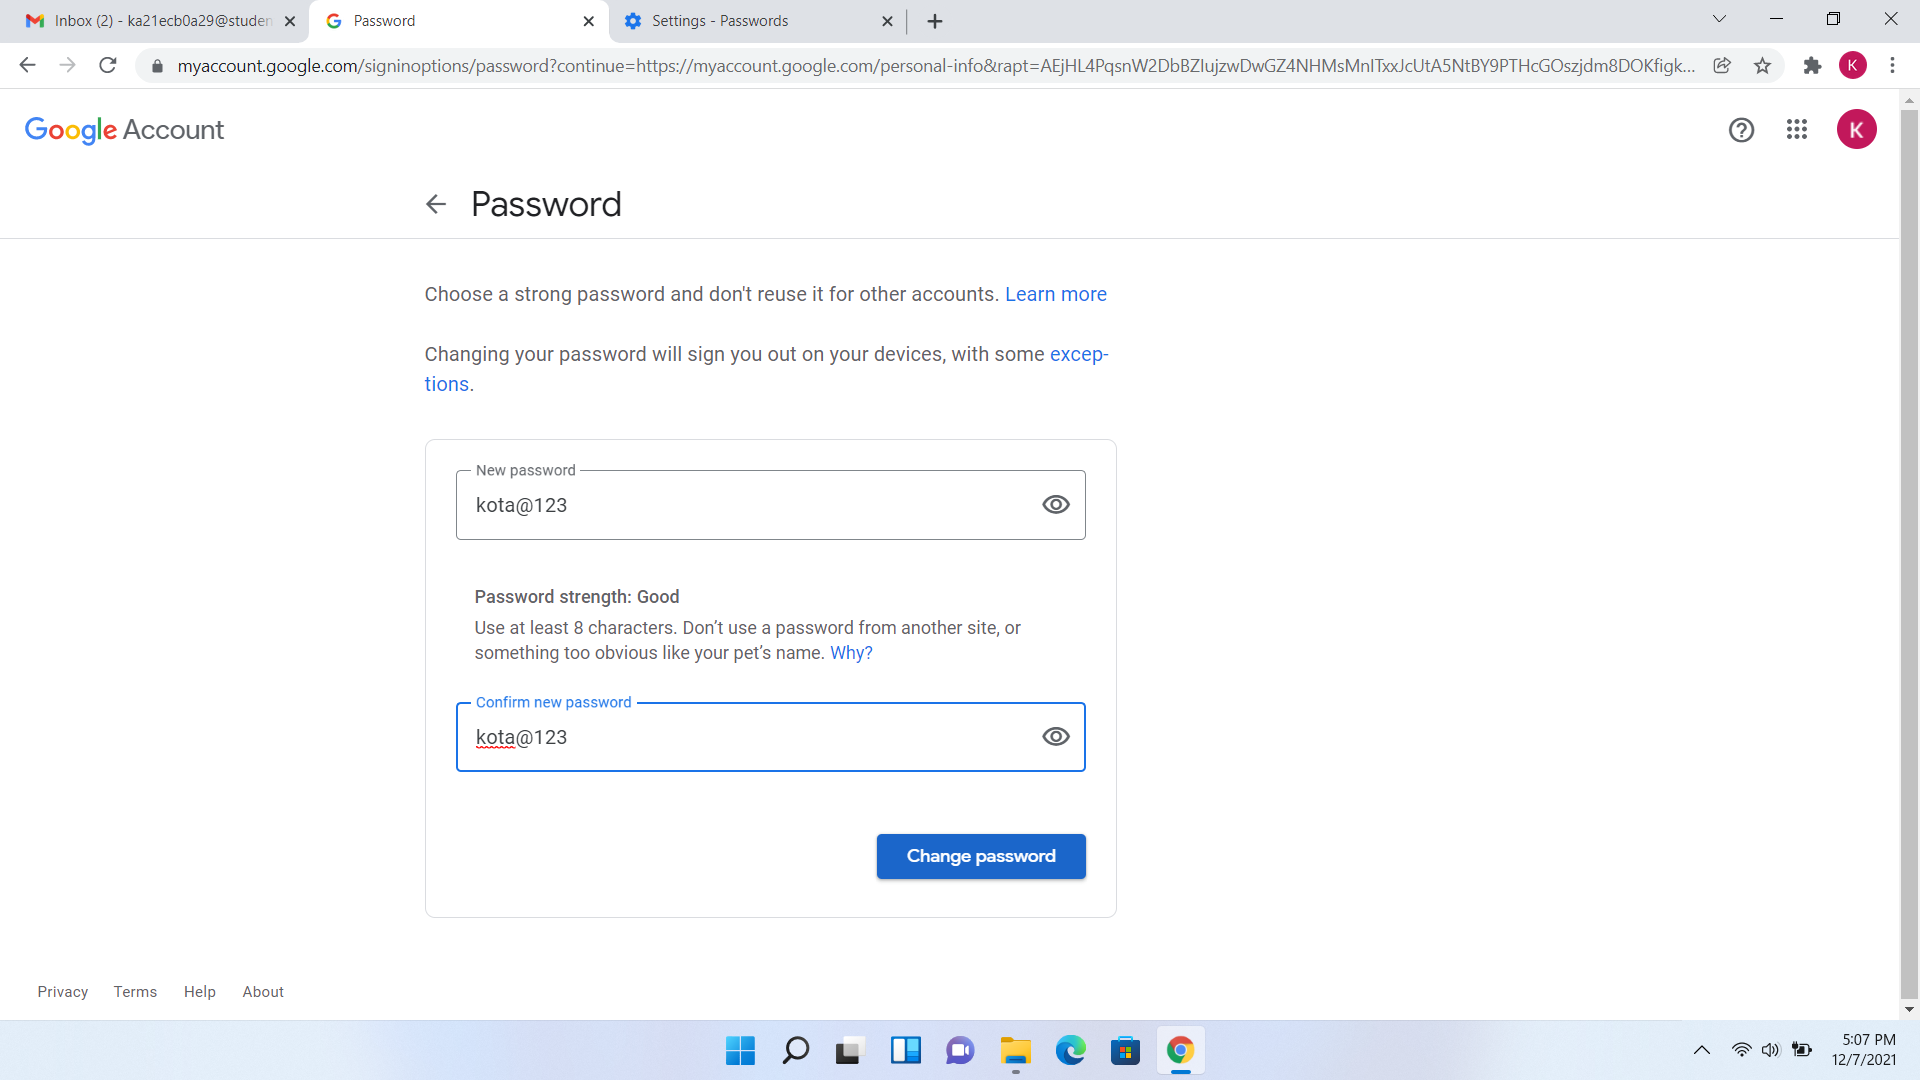 Inbox (2) - ka21ecb0a29@studen
Password
Settings - Passwords
myaccount.google.com/signinoptions/password?continue=https://myaccount.google.com/personal-info&rapt=AEjHL4PqsnW2DbBZIujzwDwGZ4NHMsMnITxxJcUtA5NtBY9PTHcGOszjdm8DOKfigk...
K
Google Account
K
Password
Choose a strong password and don't reuse it for other accounts. Learn more
Changing your password will sign you out on your devices, with some excep-
tions.
New password
kota@123
Password strength: Good
Use at least 8 characters. Don’t use a password from another site, or
something too obvious like your pet’s name. Why?
Confirm new password
kota@123
Change password
Privacy Terms Help About
5:07 PM
12/7/2021